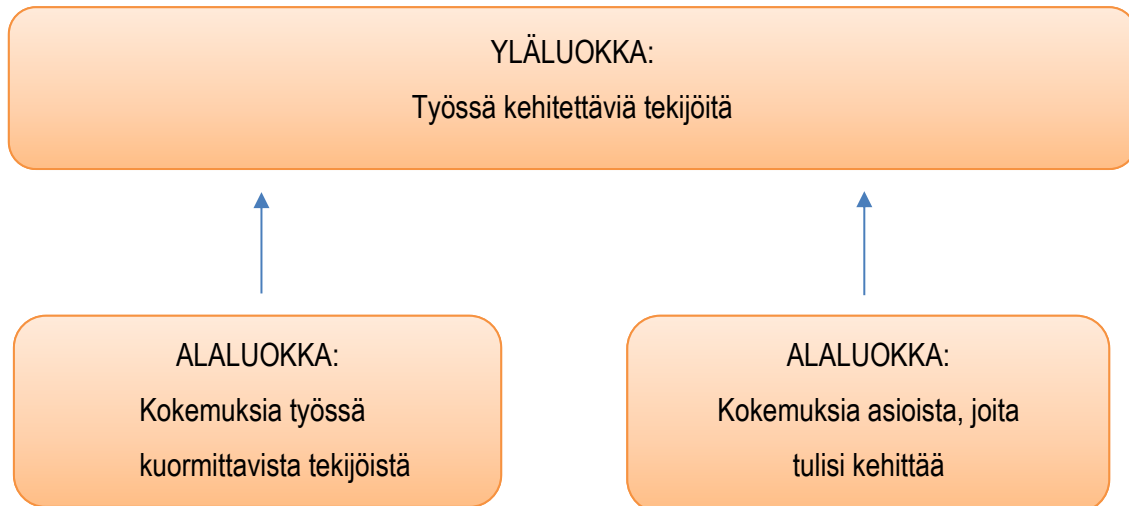 YLÄLUOKKA:
Työssä kehitettäviä tekijöitä
ALALUOKKA:
Kokemuksia työssä
kuormittavista tekijöistä
ALALUOKKA:
Kokemuksia asioista, joita
tulisi kehittää